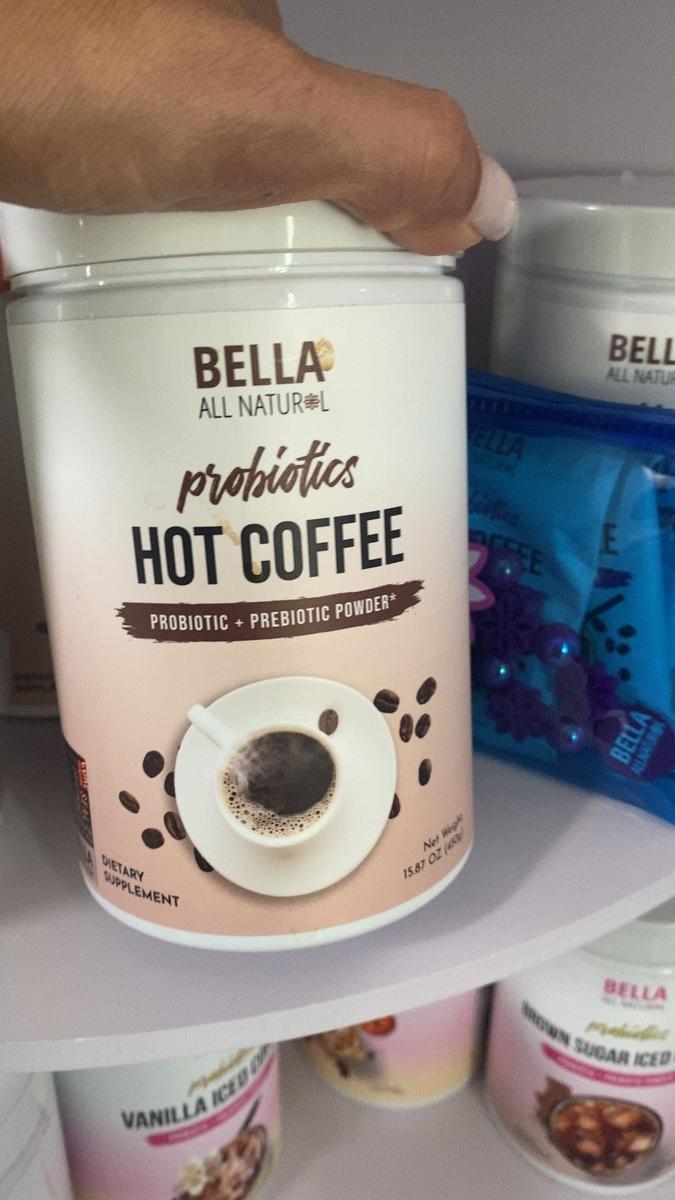 BELLA
ALL NATURAL
probiotics
HOT COFFEE
PROBIOTIC + PREBIOTIC POWDER*
DIETARY
SUPPLEMENT
Net Weight
15.87 OZ (450g)
BELL
ALL NATUR
BELLA
BELLA
ALL NATURAL
BELLA
ALL NATURAL
probiotics
BROWN SUGAR ICED
VANILLA ICED